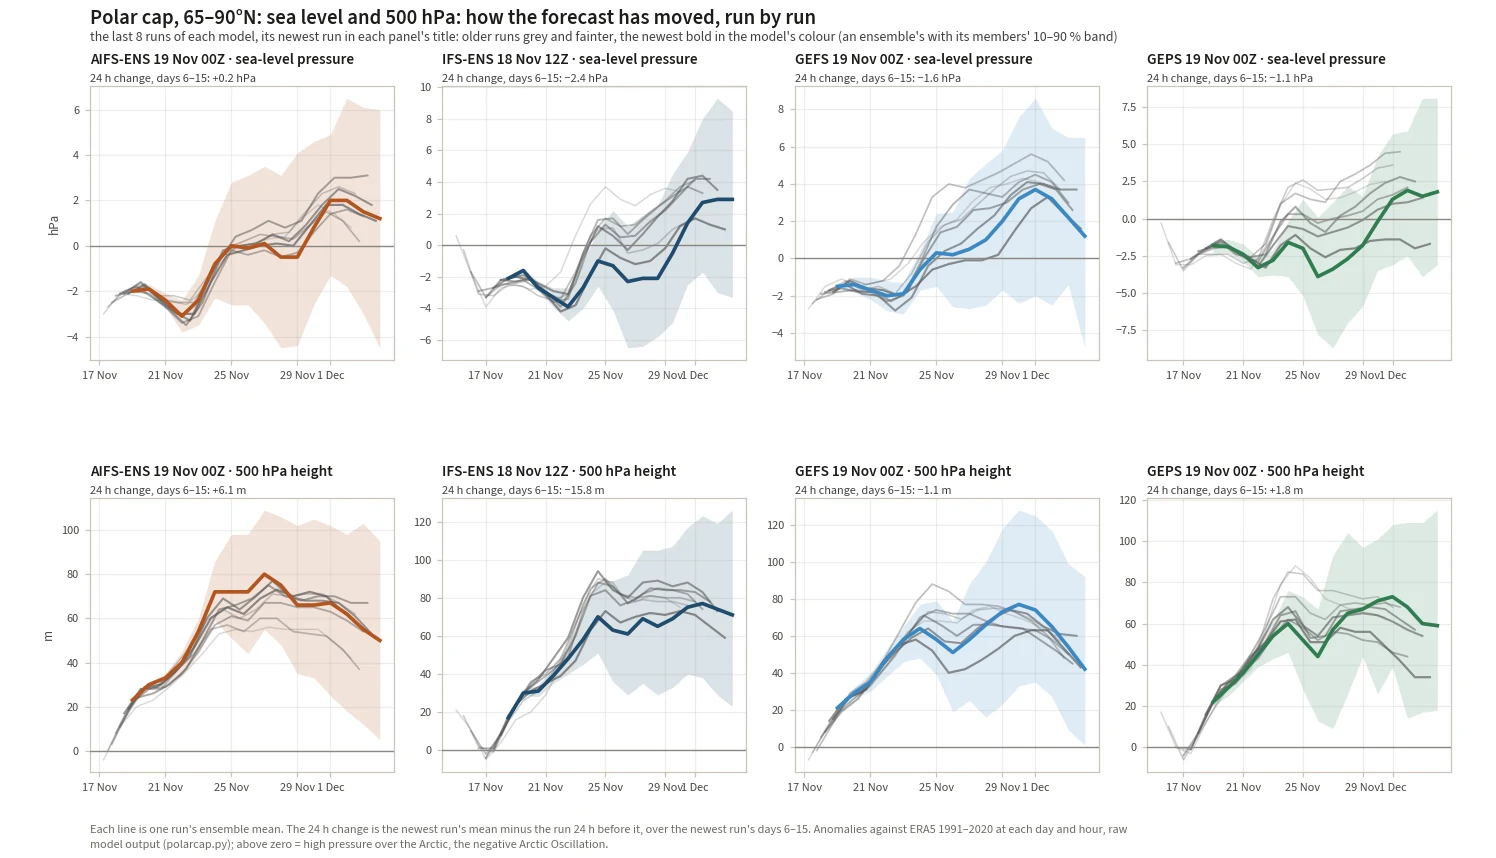 Polar cap, 65–90°N: sea level and 500 hPa: how the forecast has moved, run by run
the last 8 runs of each model, its newest run in each panel's title: older runs grey and fainter, the newest bold in the model's colour (an ensemble's with its members' 10–90 % band)
AIFS-ENS 19 Nov 00Z · sea-level pressure
24 h change, days 6–15: +0.2 hPa
hPa
6
4
2
0
−2
−4
17 Nov 21 Nov 25 Nov 29 Nov 1 Dec
IFS-ENS 18 Nov 12Z · sea-level pressure
24 h change, days 6–15: −2.4 hPa
10
8
6
4
2
0
−2
−4
−6
17 Nov 21 Nov 25 Nov 29 Nov 1 Dec
GEFS 19 Nov 00Z · sea-level pressure
24 h change, days 6–15: −1.6 hPa
8
6
4
2
0
−2
−4
17 Nov 21 Nov 25 Nov 29 Nov 1 Dec
GEPS 19 Nov 00Z · sea-level pressure
24 h change, days 6–15: −1.1 hPa
7.5
5.0
2.5
0.0
−2.5
−5.0
−7.5
17 Nov 21 Nov 25 Nov 29 Nov 1 Dec
AIFS-ENS 19 Nov 00Z · 500 hPa height
24 h change, days 6–15: +6.1 m
m
100
80
60
40
20
0
17 Nov 21 Nov 25 Nov 29 Nov 1 Dec
IFS-ENS 18 Nov 12Z · 500 hPa height
24 h change, days 6–15: −15.8 m
120
100
80
60
40
20
0
17 Nov 21 Nov 25 Nov 29 Nov 1 Dec
GEFS 19 Nov 00Z · 500 hPa height
24 h change, days 6–15: −1.1 m
120
100
80
60
40
20
0
17 Nov 21 Nov 25 Nov 29 Nov 1 Dec
GEPS 19 Nov 00Z · 500 hPa height
24 h change, days 6–15: +1.8 m
120
100
80
60
40
20
0
17 Nov 21 Nov 25 Nov 29 Nov 1 Dec
Each line is one run's ensemble mean. The 24 h change is the newest run's mean minus the run 24 h before it, over the newest run's days 6–15. Anomalies against ERA5 1991–2020 at each day and hour, raw
model output (polarcap.py); above zero = high pressure over the Arctic, the negative Arctic Oscillation.